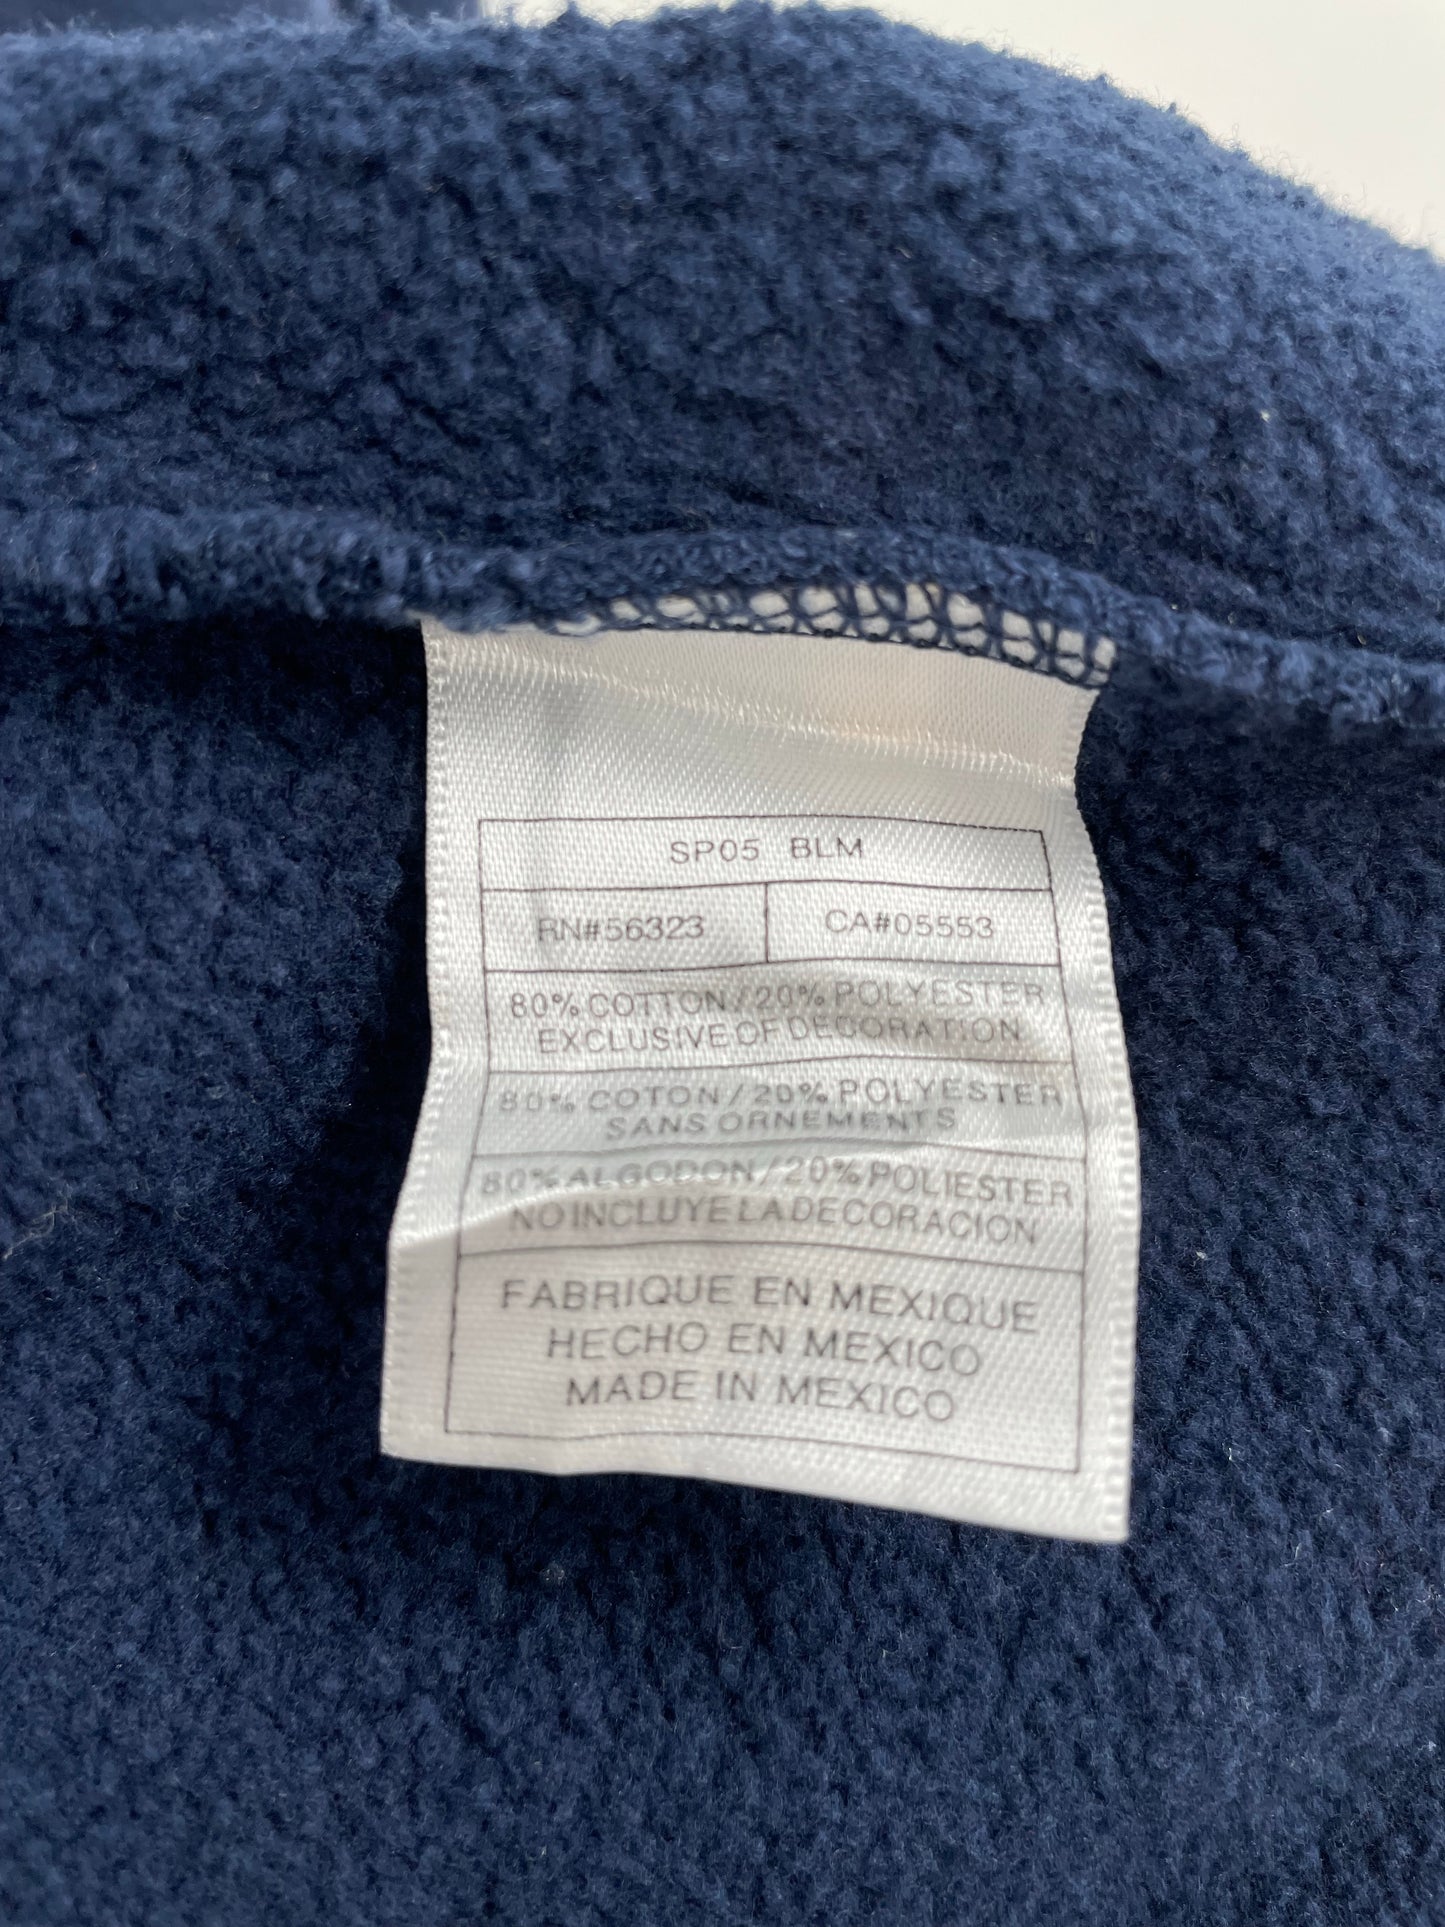 SP05 BLM
RN#56323 CA#05553
80% COTTON/20% POLYESTER
EXCLUSIVE OF DECORATION
80% COTON/20% POLYESTER
SANS ORNEMENTS
80% ALGODON/20% POLIESTER
NO INCLUYE LA DECORACION
FABRIQUE EN MEXIQUE
HECHO EN MEXICO
MADE IN MEXICO